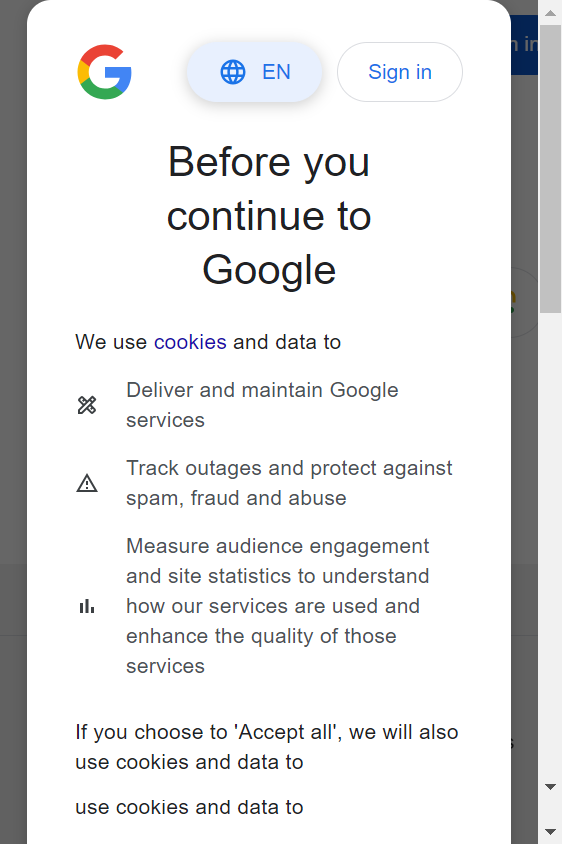 EN
Sign in
Before you
continue to
Google
We use cookies and data to
Deliver and maintain Google
services
Track outages and protect against
spam, fraud and abuse
Measure audience engagement
and site statistics to understand
how our services are used and
enhance the quality of those
services
If you choose to 'Accept all', we will also
use cookies and data to
use cookies and data to